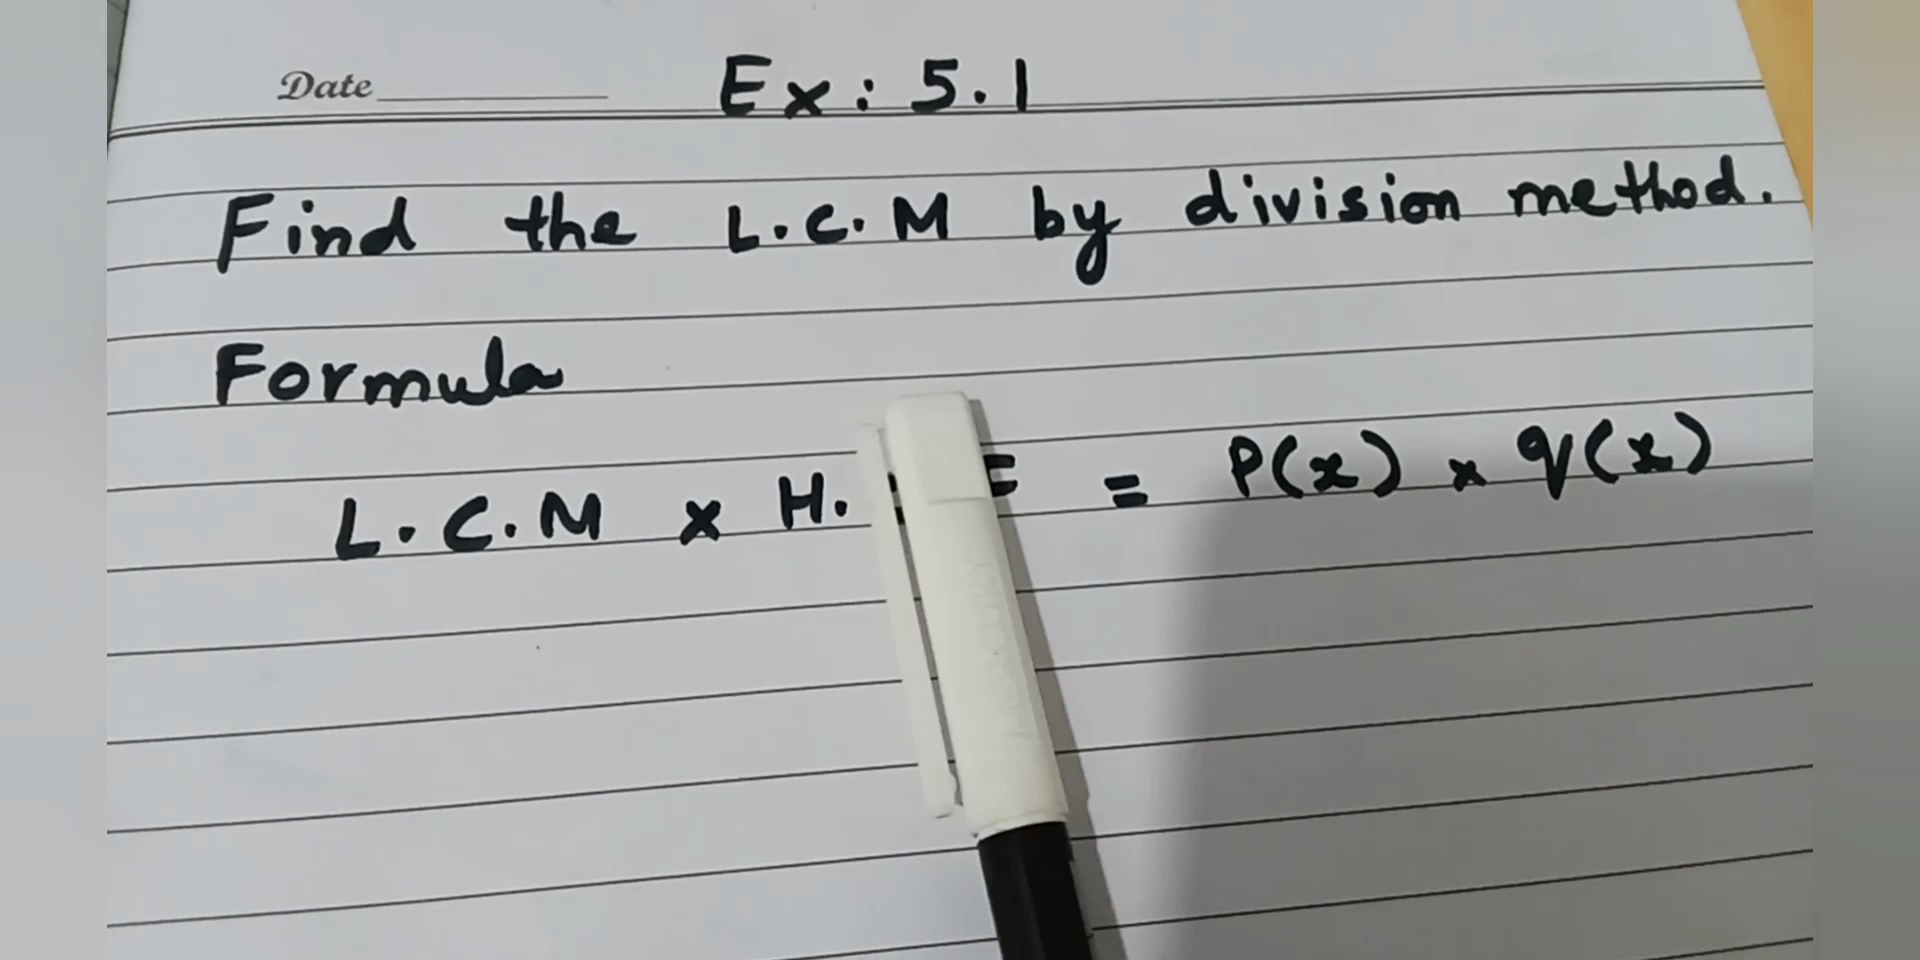 Date
Ex: 5.1
Find the L.C.M by division method.
Formula
L.C.M × H. = P(x) × q(x)